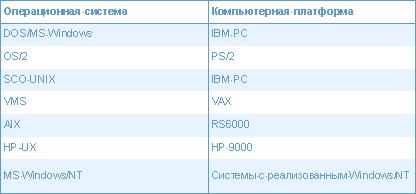 Операционная·система Компьютерная·платформа
DOS/MS·Windows IBM·PC
OS/2 PS/2
SCO·UNIX IBM·PC
VMS VAX
AIX RS6000
HP·UX HP·9000
MS·Windows/NT Системы·с·реализованным·Windows/NT